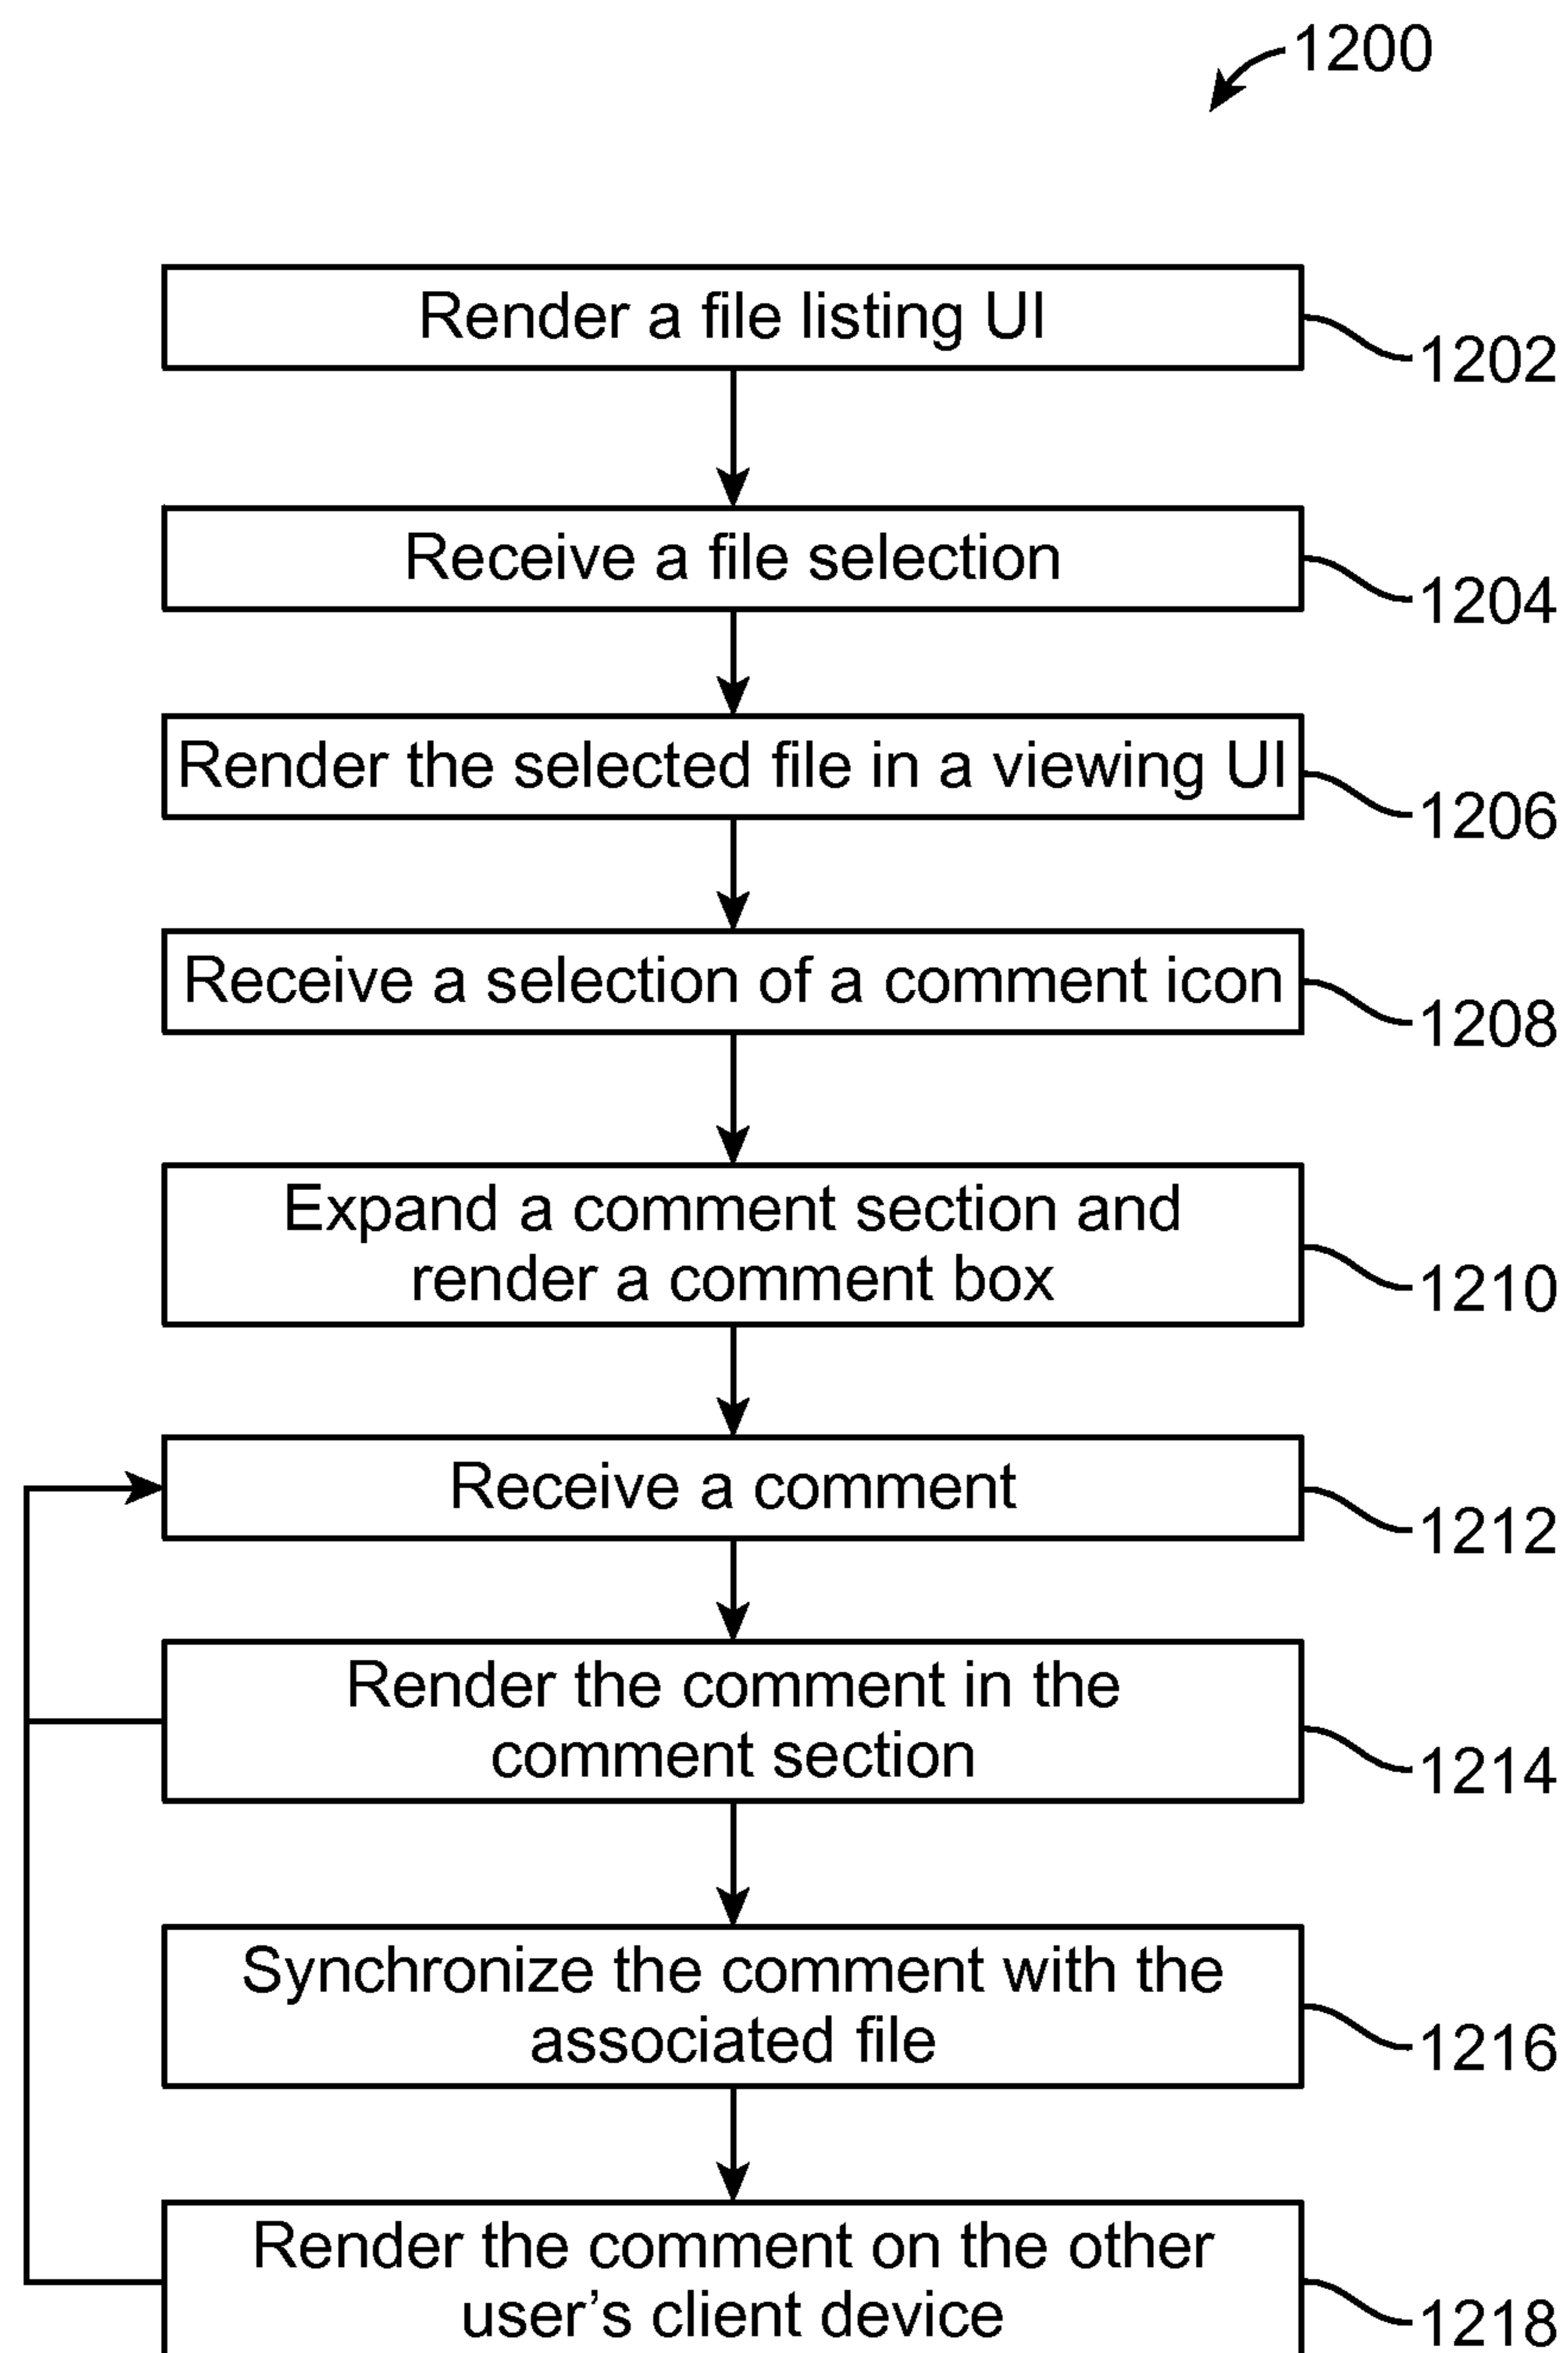 1200
Render a file listing UI
1202
Receive a file selection
1204
Render the selected file in a viewing UI
1206
Receive a selection of a comment icon
1208
Expand a comment section and
render a comment box
1210
Receive a comment
1212
Render the comment in the
comment section
1214
Synchronize the comment with the
associated file
1216
Render the comment on the other
user’s client device
1218